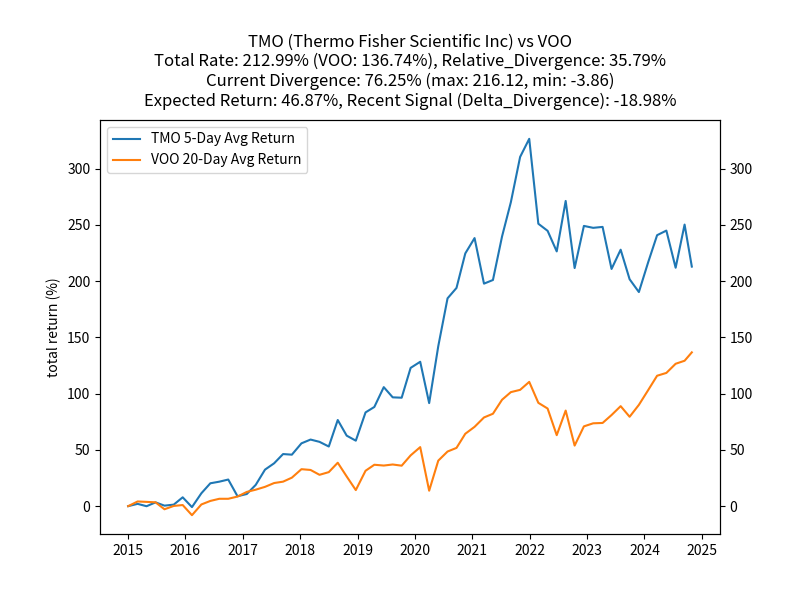 TMO (Thermo Fisher Scientific Inc) vs VOO
Total Rate: 212.99% (VOO: 136.74%), Relative_Divergence: 35.79%
Current Divergence: 76.25% (max: 216.12, min: -3.86)
Expected Return: 46.87%, Recent Signal (Delta_Divergence): -18.98%
TMO 5-Day Avg Return
VOO 20-Day Avg Return
total return (%)
300
250
200
150
100
50
0
300
250
200
150
100
50
0
2015 2016 2017 2018 2019 2020 2021 2022 2023 2024 2025